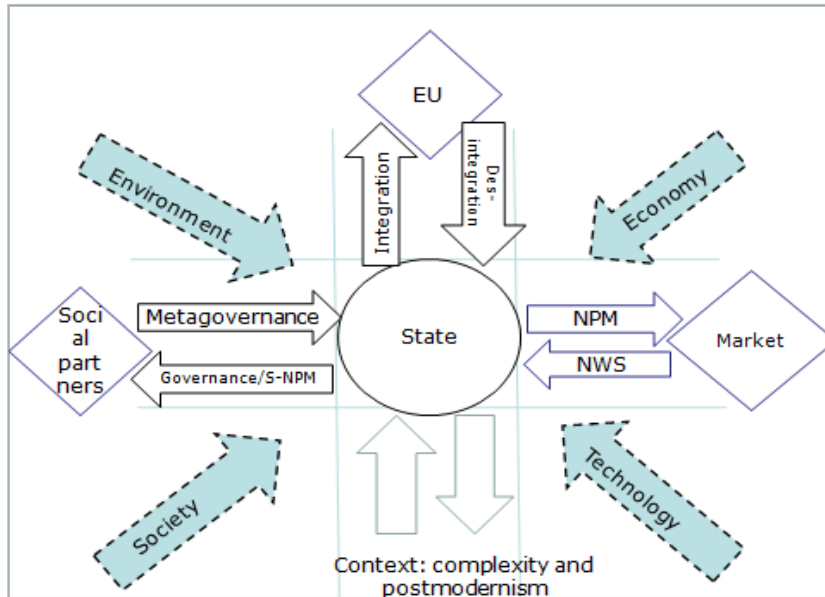 EU
Environment
Economy
Integration
Des-
integration
Soci
al
part
ners
Metagovernance
Governance/S-NPM
State
NPM
NWS
Market
Society
Technology
Context: complexity and
postmodernism